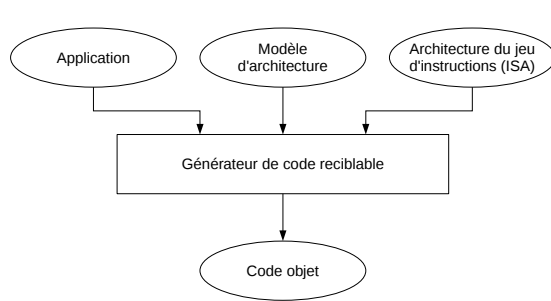 Application
Modèle
d'architecture
Architecture du jeu
d'instructions (ISA)
Générateur de code reciblable
Code objet